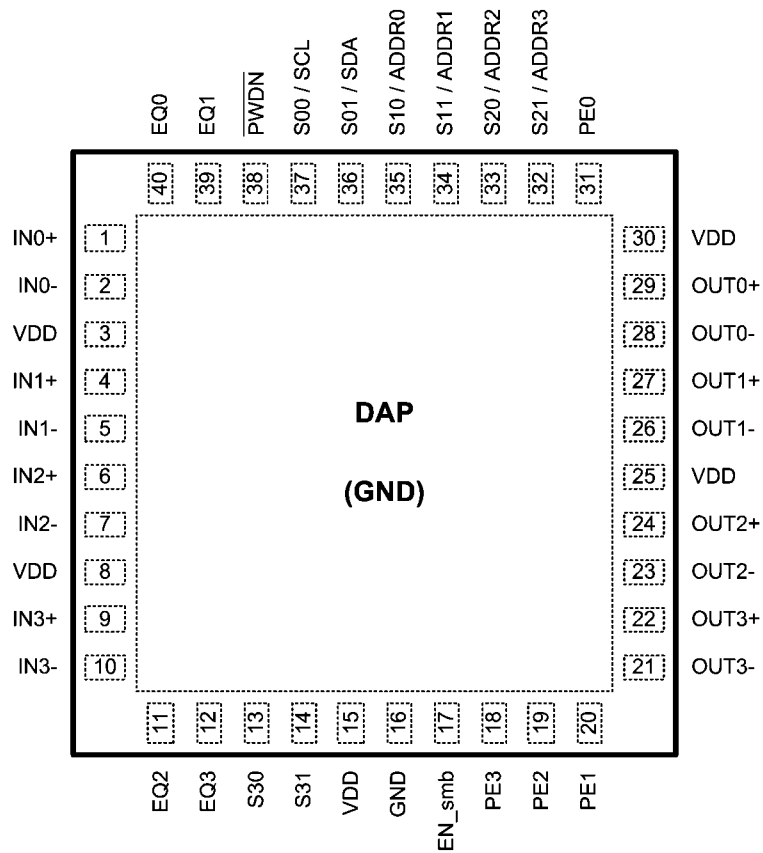 EQ0
EQ1
PWDN
S00 / SCL
S01 / SDA
S10 / ADDR0
S11 / ADDR1
S20 / ADDR2
S21 / ADDR3
PE0
40
39
38
37
36
35
34
33
32
31
IN0+ 1
IN0- 2
VDD 3
IN1+ 4
IN1- 5
IN2+ 6
IN2- 7
VDD 8
IN3+ 9
IN3- 10
DAP
(GND)
30 VDD
29 OUT0+
28 OUT0-
27 OUT1+
26 OUT1-
25 VDD
24 OUT2+
23 OUT2-
22 OUT3+
21 OUT3-
11
12
13
14
15
16
17
18
19
20
EQ2
EQ3
S30
S31
VDD
GND
EN_smb
PE3
PE2
PE1